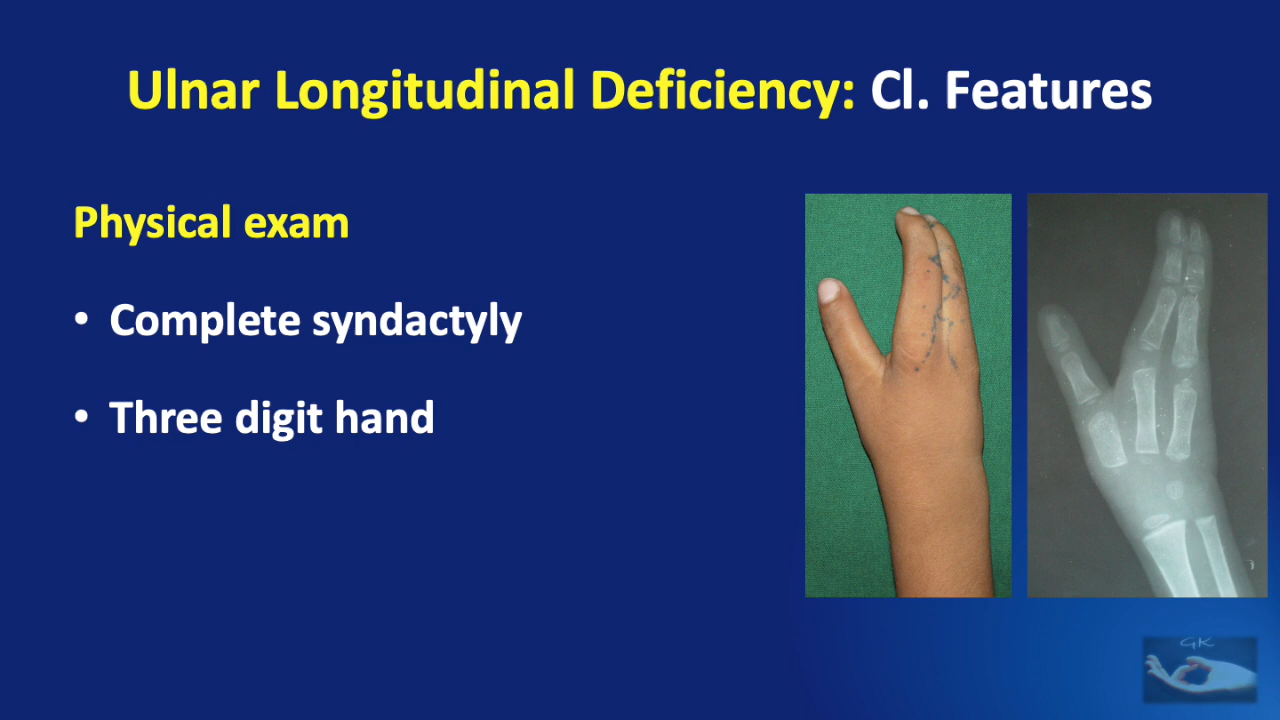 Ulnar Longitudinal Deficiency: Cl. Features
Physical exam
• Complete syndactyly
• Three digit hand
GK